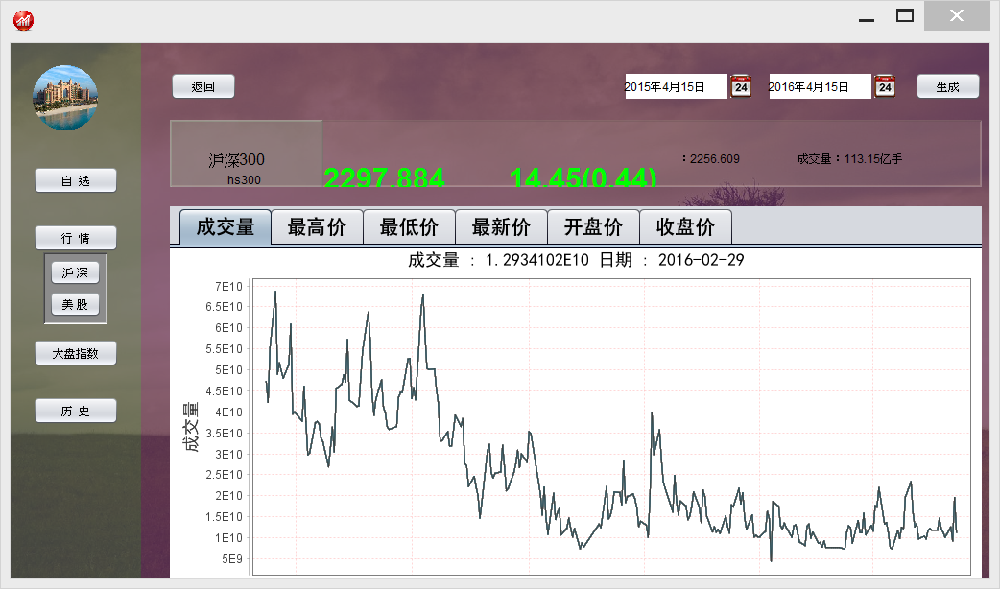 返回
2015年4月15日
24
2016年4月15日
24
生成
沪深300
hs300
2297.884
14.45(0.44)
：2256.609
成交量：113.15亿手
自 选
行 情
沪 深
美 股
大盘指数
历 史
成交量
最高价
最低价
最新价
开盘价
收盘价
成交量 : 1.2934102E10 日期 : 2016-02-29
成交量
7E10
6.5E10
6E10
5.5E10
5E10
4.5E10
4E10
3.5E10
3E10
2.5E10
2E10
1.5E10
1E10
5E9